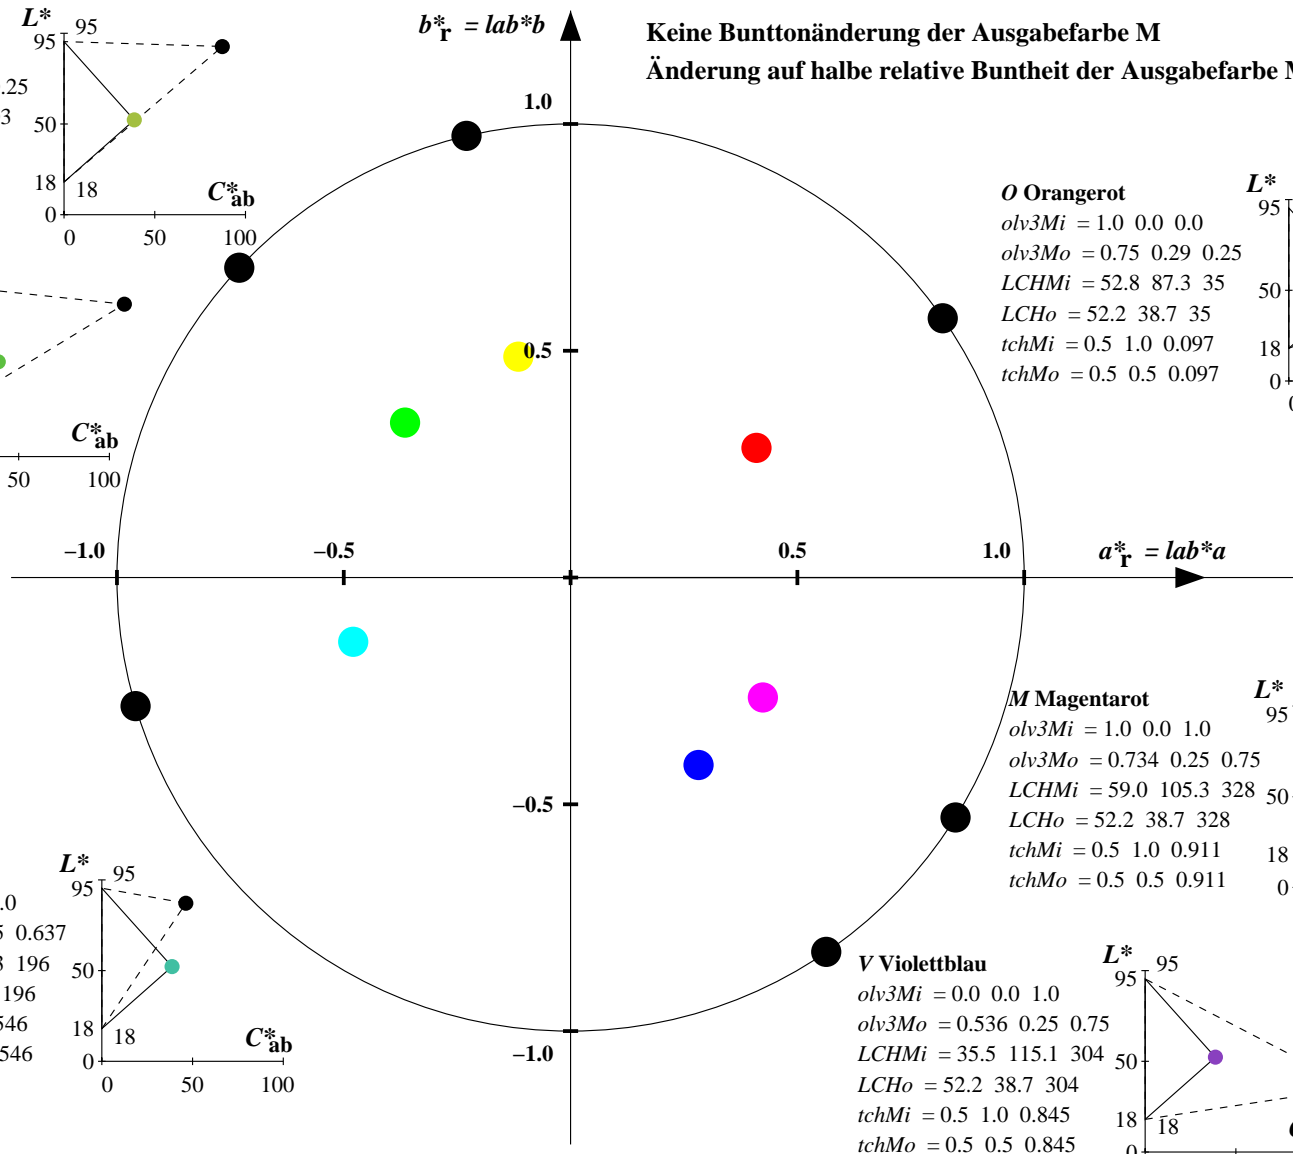 Keine Bunttonänderung der Ausgabefarbe M
Änderung auf halbe relative Buntheit der Ausgabefarbe
b*r = lab*b
1.0
0.5
−1.0
−0.5
0.5
1.0
a*r = lab*a
−0.5
−1.0
L*
95
95
50
18
18
0
C*ab
0 50 100
.25
3
C*ab
50 100
O Orangerot
olv3Mi = 1.0 0.0 0.0
olv3Mo = 0.75 0.29 0.25
LCHMi = 52.8 87.3 35
LCHo = 52.2 38.7 35
tchMi = 0.5 1.0 0.097
tchMo = 0.5 0.5 0.097
L*
95
50
18
0
M Magentarot
olv3Mi = 1.0 0.0 1.0
olv3Mo = 0.734 0.25 0.75
LCHMi = 59.0 105.3 328
LCHo = 52.2 38.7 328
tchMi = 0.5 1.0 0.911
tchMo = 0.5 0.5 0.911
L*
95
50
18
0
.0
0.637
196
196
546
546
L*
95
95
50
18
18
0
C*ab
0 50 100
V Violettblau
olv3Mi = 0.0 0.0 1.0
olv3Mo = 0.536 0.25 0.75
LCHMi = 35.5 115.1 304
LCHo = 52.2 38.7 304
tchMi = 0.5 1.0 0.845
tchMo = 0.5 0.5 0.845
L*
95
95
50
18
18
0